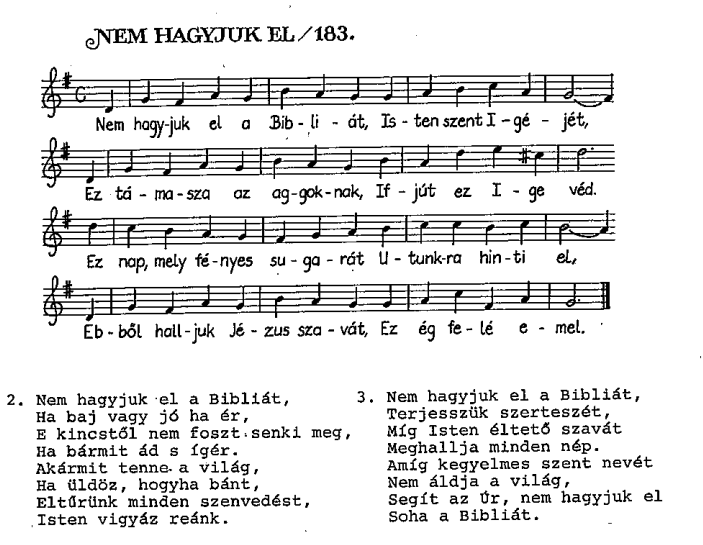 NEM HAGYJUK EL/183.
Nem hagy-juk el a Bib-li-át, Is-ten szent I-gé-jét,
Ez tá-ma-sza az ag-gok-nak, If-jút ez I-ge véd.
Ez nap, mely fé-nyes su-ga-rát U-tunk-ra hin-ti el,
Eb-ből hall-juk Jé-zus sza-vát, Ez ég fe-lé e-mel.
2. Nem hagyjuk el a Bibliát,
Ha baj vagy jó ha ér,
E kincstől nem foszt senki meg,
Ha bármit ád s ígér.
Akármit tenne a világ,
Ha üldöz, hogyha bánt,
Eltűrünk minden szenvedést,
Isten vigyáz reánk.
3. Nem hagyjuk el a Bibliát,
Terjesszük szerteszét,
Míg Isten éltető szavát
Meghallja minden nép.
Amíg kegyelmes szent nevét
Nem áldja a világ,
Segít az Úr, nem hagyjuk el
Soha a Bibliát.